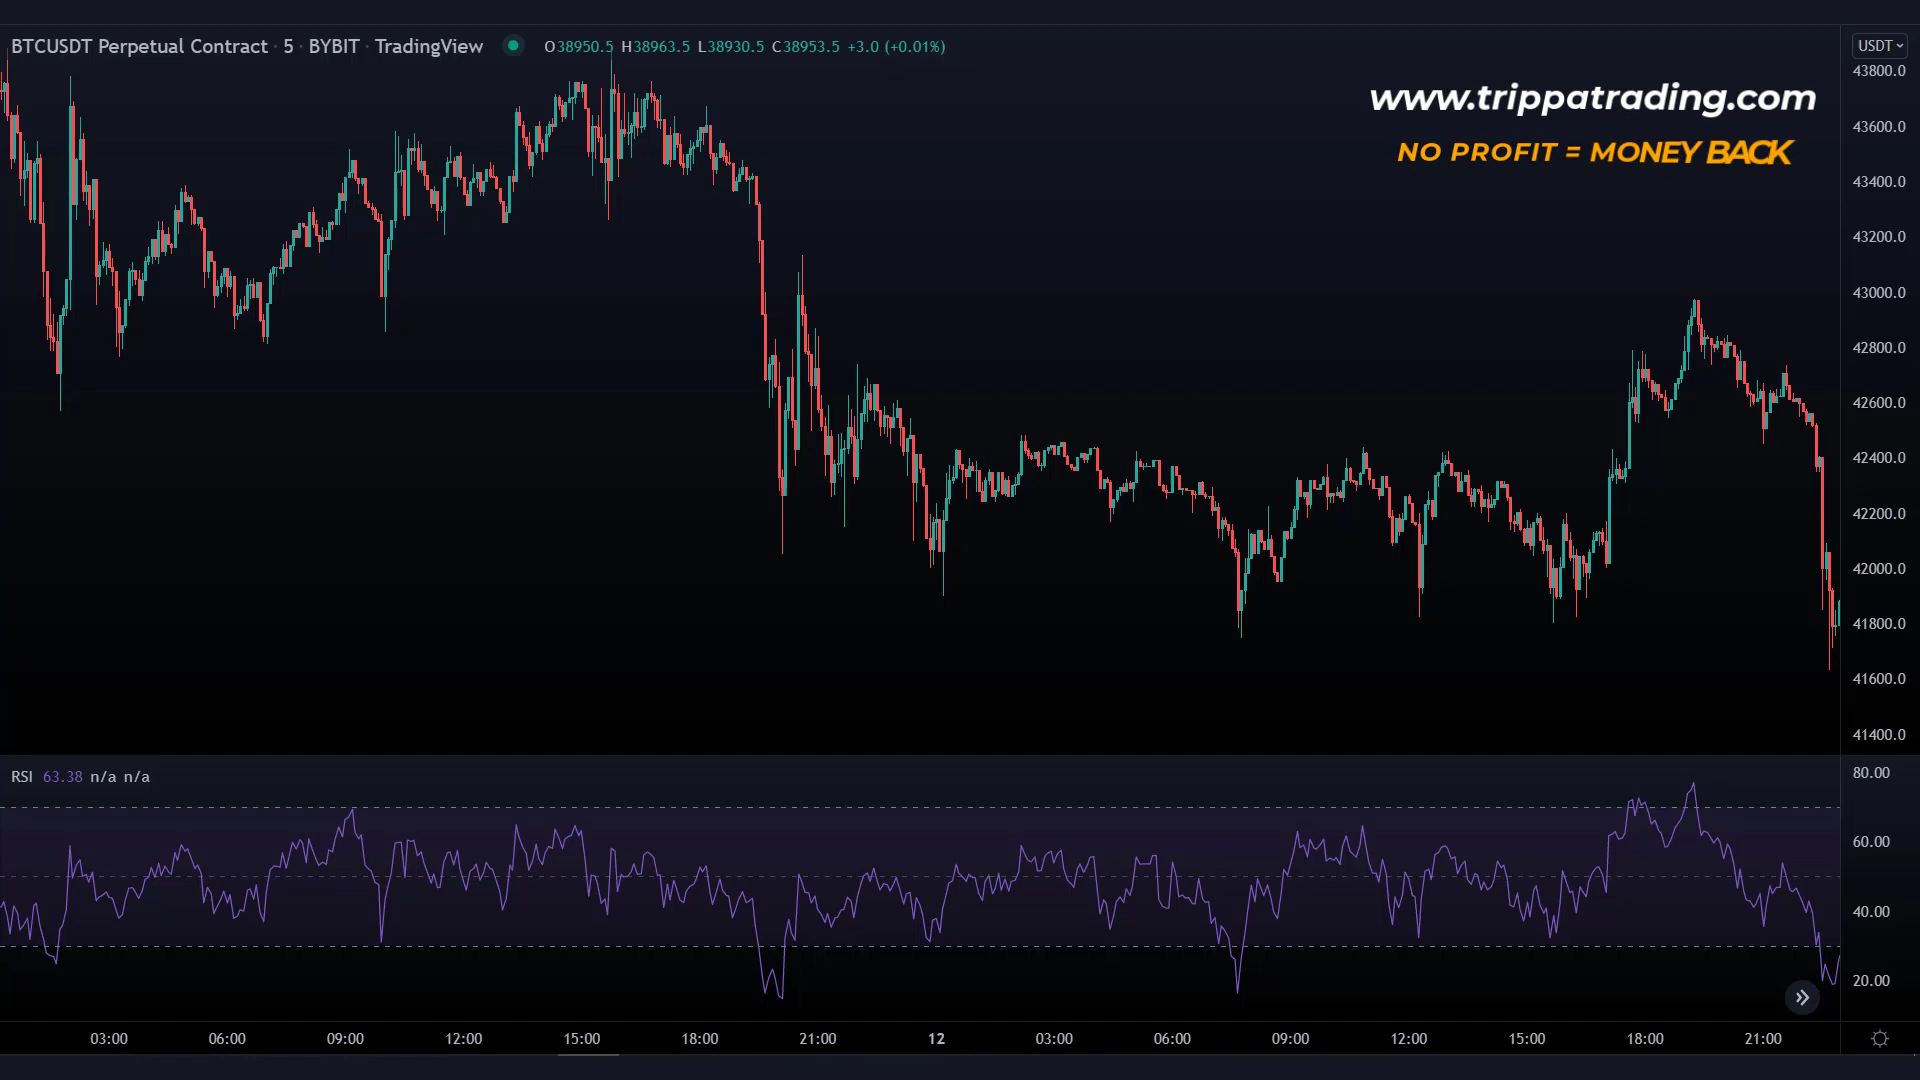 BTCUSDT Perpetual Contract · 5 · BYBIT · TradingView O38950.5 H38963.5 L38930.5 C38953.5 +3.0 (+0.01%)
USDT
www.trippatrading.com
NO PROFIT = MONEY BACK
43800.0
43600.0
43400.0
43200.0
43000.0
42800.0
42600.0
42400.0
42200.0
42000.0
41800.0
41600.0
41400.0
RSI 63.38 n/a n/a
80.00
60.00
40.00
20.00
03:00 06:00 09:00 12:00 15:00 18:00 21:00 12 03:00 06:00 09:00 12:00 15:00 18:00 21:00